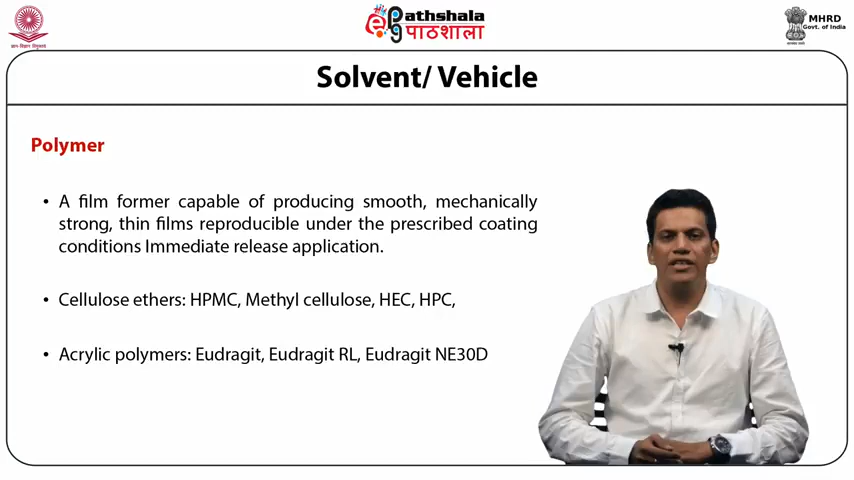 ePathshala
पाठशाला
MHRD
Govt. of India
Solvent/ Vehicle
Polymer
• A film former capable of producing smooth, mechanically
strong, thin films reproducible under the prescribed coating
conditions Immediate release application.
• Cellulose ethers: HPMC, Methyl cellulose, HEC, HPC,
• Acrylic polymers: Eudragit, Eudragit RL, Eudragit NE30D